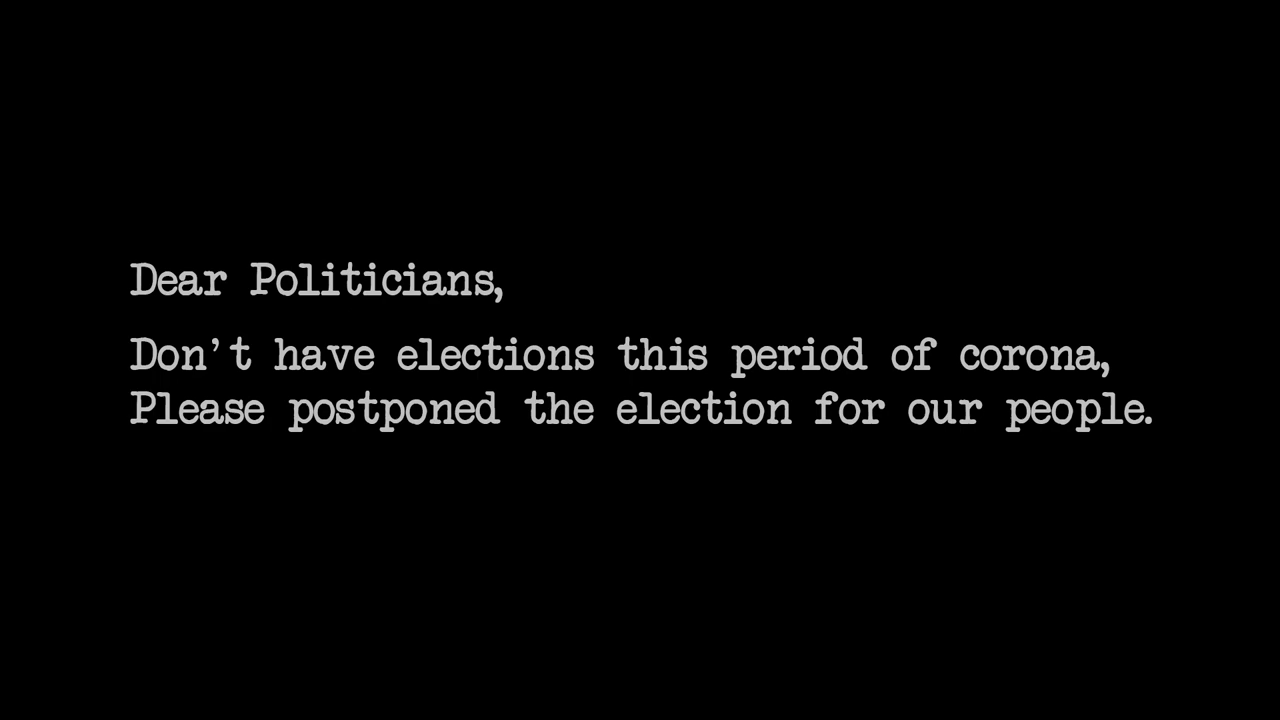 Dear Politicians,
Don't have elections this period of corona,
Please postponed the election for our people.